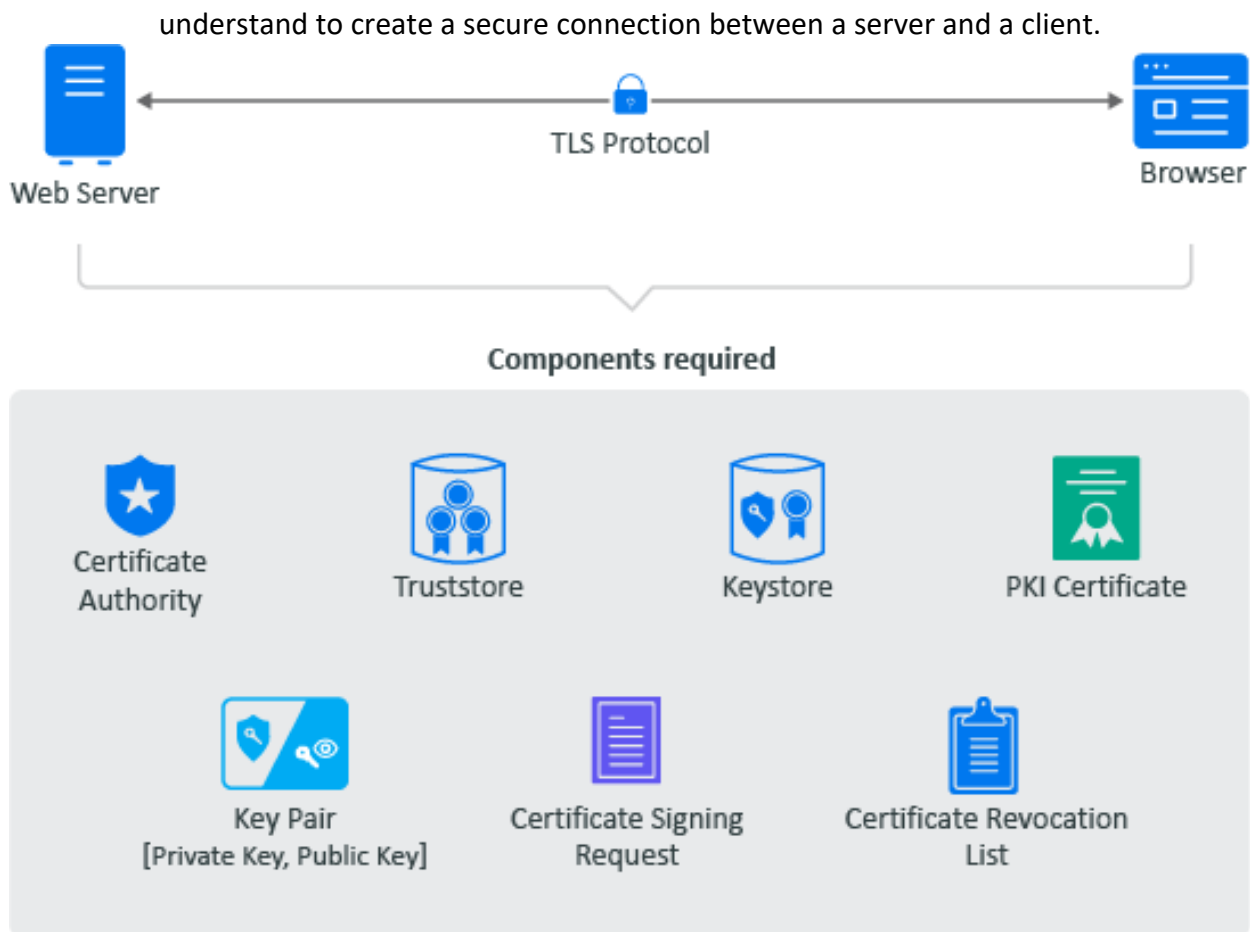 understand to create a secure connection between a server and a client.
TLS Protocol
Web Server
Browser
Components required
Certificate
Authority
Truststore
Keystore
PKI Certificate
Key Pair
[Private Key, Public Key]
Certificate Signing
Request
Certificate Revocation
List